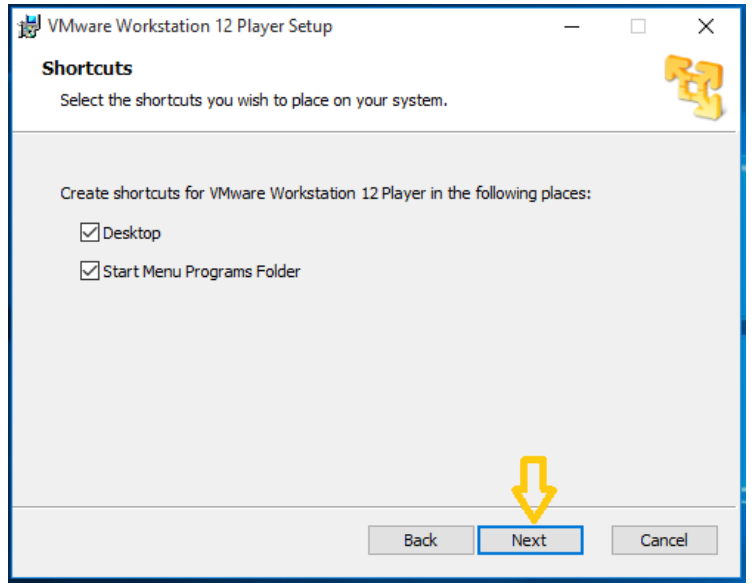 VMware Workstation 12 Player Setup
Shortcuts
Select the shortcuts you wish to place on your system.
Create shortcuts for VMware Workstation 12 Player in the following places:
Desktop
Start Menu Programs Folder
Back Next Cancel